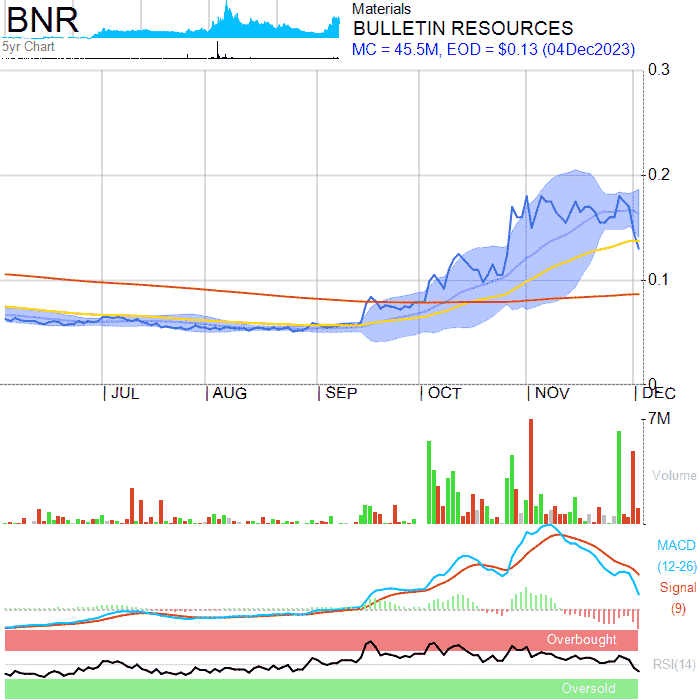 BNR
5yr Chart
Materials
BULLETIN RESOURCES
MC = 45.5M, EOD = $0.13 (04Dec2023)
0.3
0.2
0.1
0
JUL AUG SEP OCT NOV DEC
7M
Volume
MACD
(12-26)
Signal
(9)
Overbought
RSI(14)
Oversold